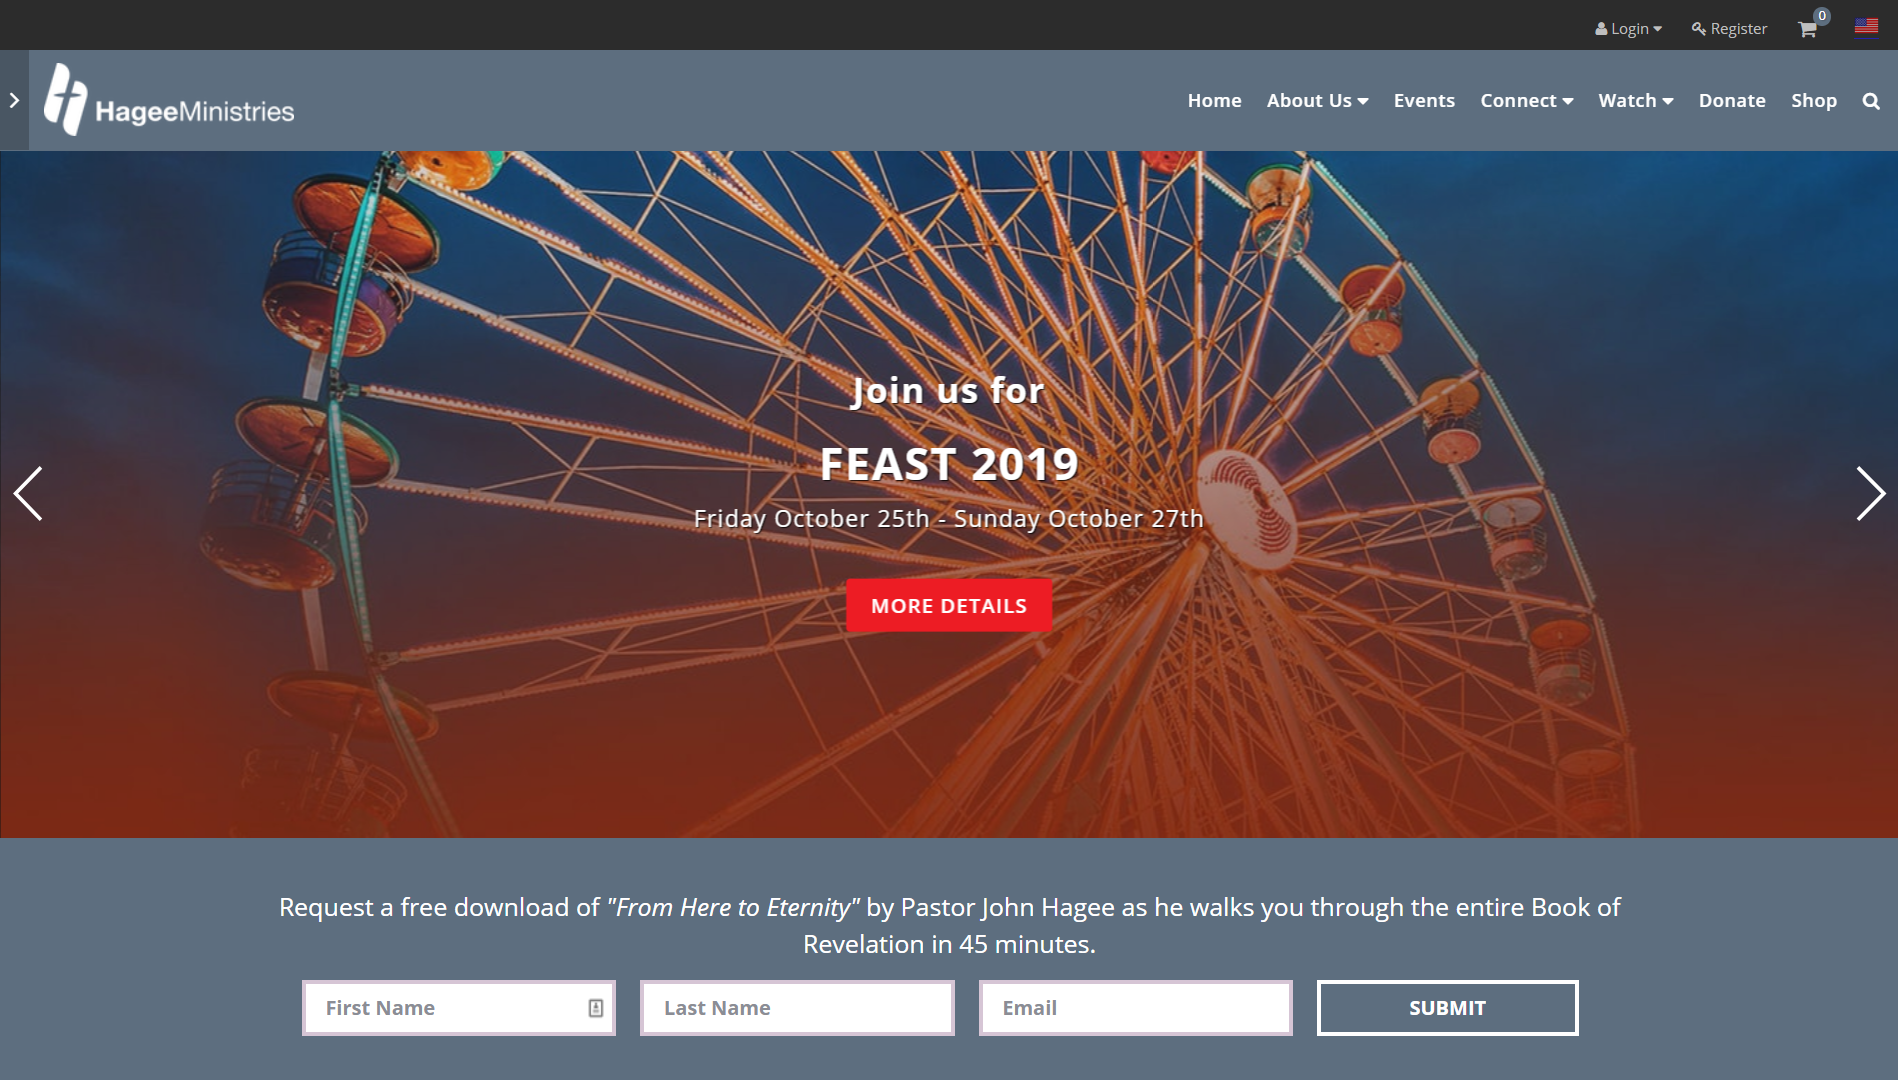 Login
Register
0
HageeMinistries
Home
About Us
Events
Connect
Watch
Donate
Shop
Join us for
FEAST 2019
Friday October 25th - Sunday October 27th
MORE DETAILS
Request a free download of "From Here to Eternity" by Pastor John Hagee as he walks you through the entire Book of
Revelation in 45 minutes.
First Name
Last Name
Email
SUBMIT